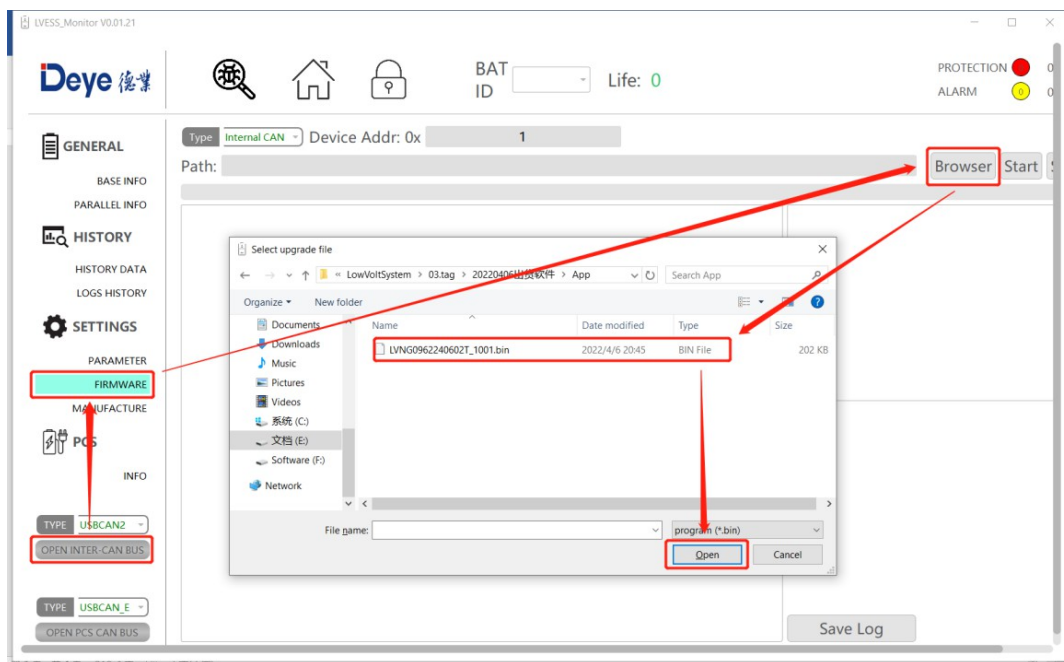 LVESS_Monitor V0.01.21
Deye 德業
BAT ID
Life: 0
PROTECTION 0
ALARM 0 0
GENERAL
BASE INFO
PARALLEL INFO
HISTORY
HISTORY DATA
LOGS HISTORY
SETTINGS
PARAMETER
FIRMWARE
MANUFACTURE
PCS
INFO
TYPE USBCAN2
OPEN INTER-CAN BUS
TYPE USBCAN_E
OPEN PCS CAN BUS
Type Internal CAN Device Addr: 0x 1
Path:
Browser Start
Select upgrade file
« LowVoltSystem > 03.tag > 20220406出货软件 > App
Search App
Organize New folder
Documents
Downloads
Music
Pictures
Videos
系统 (C:)
文档 (E:)
Software (F:)
Network
Name Date modified Type Size
LVNG0962240602T_1001.bin 2022/4/6 20:45 BIN File 202 KB
File name:
program (*.bin)
Open Cancel
Save Log